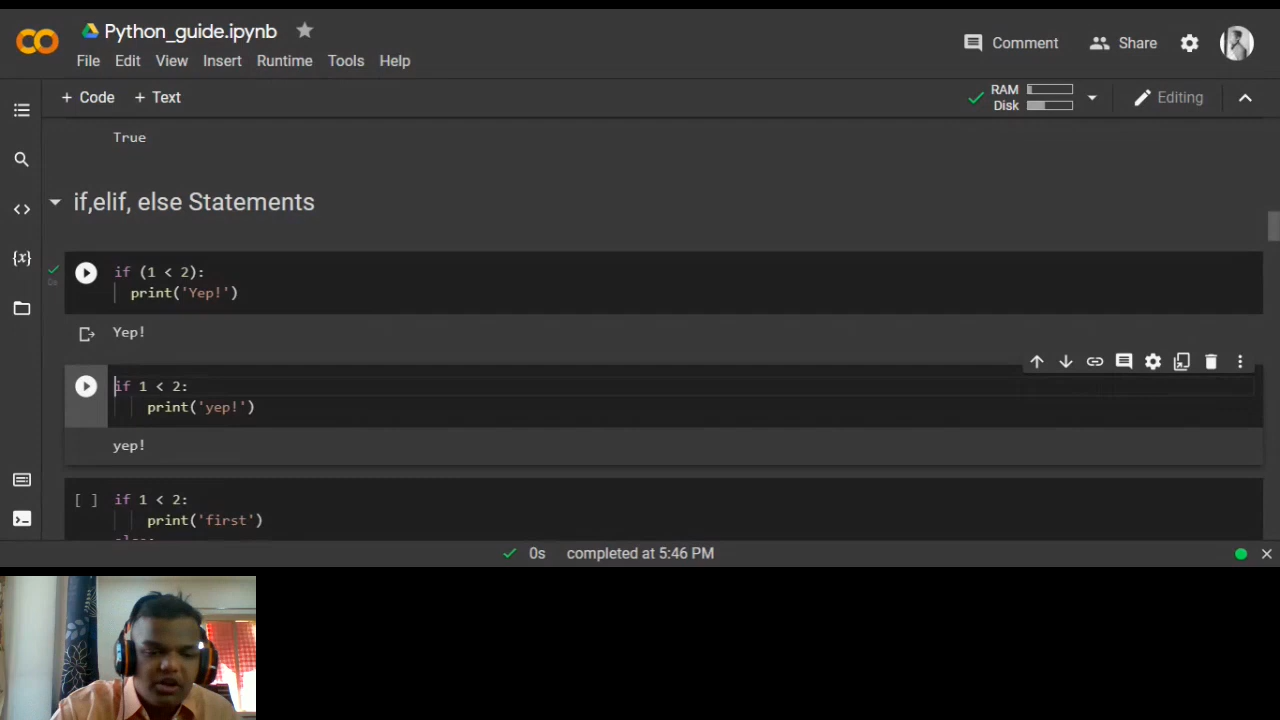 Python_guide.ipynb
File Edit View Insert Runtime Tools Help
Comment Share
+ Code + Text
RAM
Disk
Editing
True
if,elif, else Statements
if (1 < 2):
print('Yep!')
0s
Yep!
if 1 < 2:
print('yep!')
yep!
[ ] if 1 < 2:
print('first')
else:
0s completed at 5:46 PM